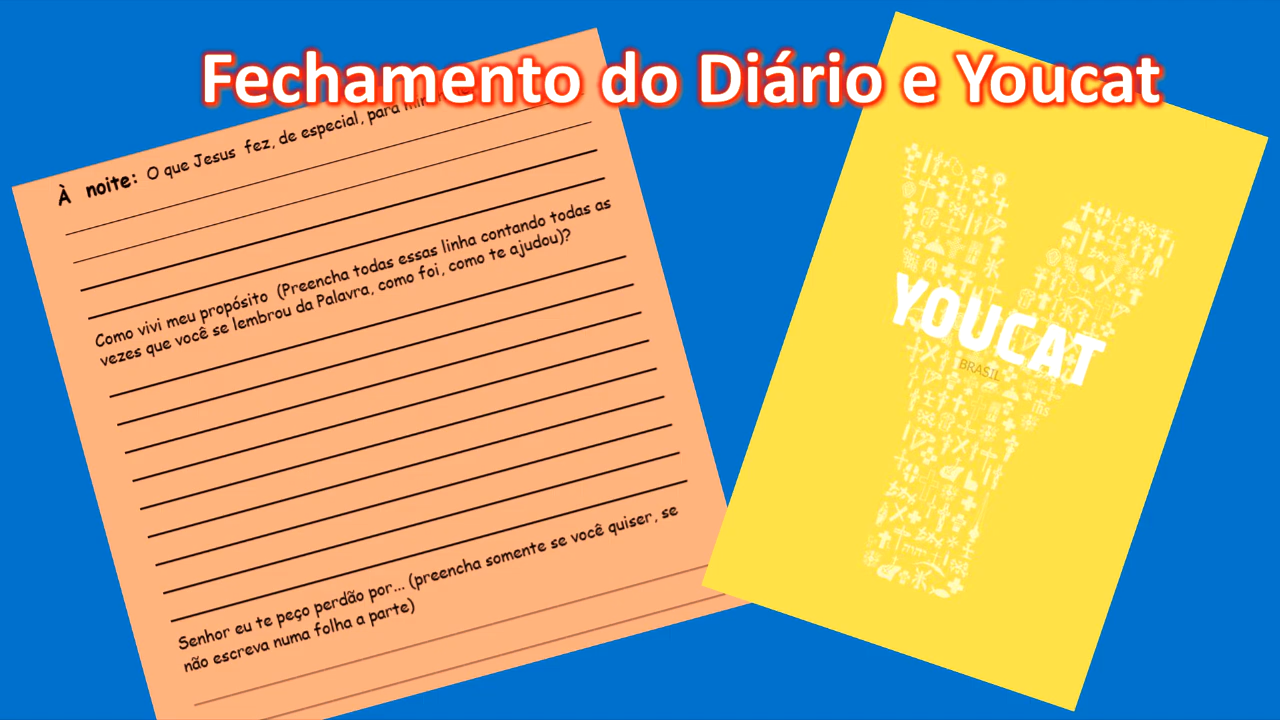 Fechamento do Diário e Youcat
À noite: O que Jesus fez, de especial, para
Como vivi meu propósito (Preencha todas essas linha contando todas as
vezes que você se lembrou da Palavra, como foi, como te ajudou)?
Senhor eu te peço perdão por... (preencha somente se você quiser, se
não escreva numa folha a parte)
YOUCAT
BRASIL